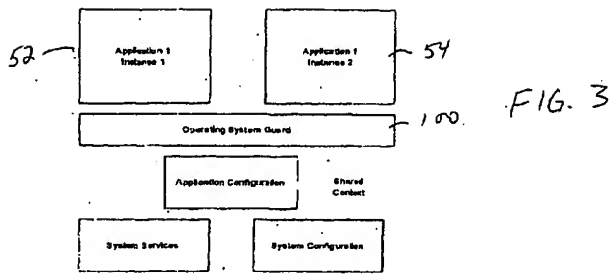 52
Application 1
Instance 1
Application 1
Instance 2
54
Operating System Guard
100
FIG. 3
Application Configuration
Shared
Context
System Services
System Configuration